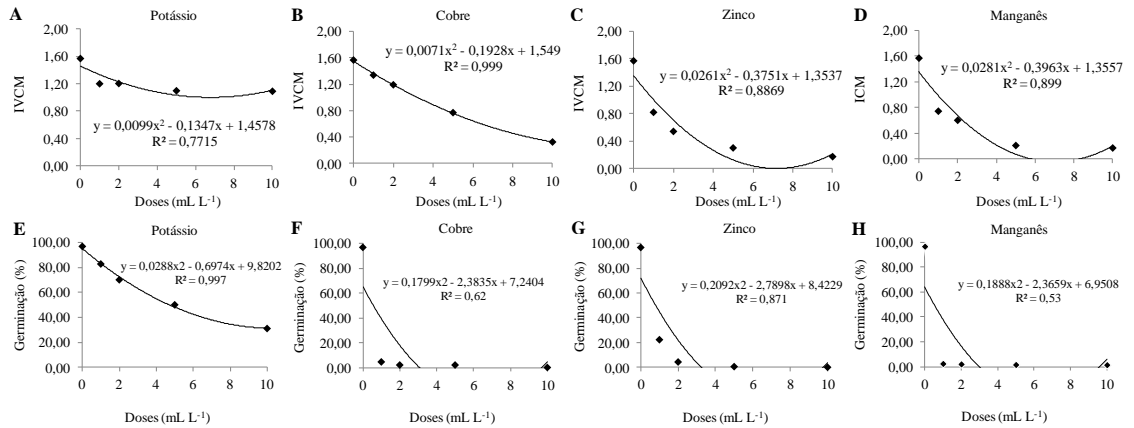 A Potássio
IVCM
1,60
1,20
0,80
0,40
0,00
y = 0,0099x² - 0,1347x + 1,4578
R² = 0,7715
0 2 4 6 8 10
Doses (mL L⁻¹)
B Cobre
IVCM
2,00
1,60
1,20
0,80
0,40
0,00
y = 0,0071x² - 0,1928x + 1,549
R² = 0,999
0 2 4 6 8 10
Doses (mL L⁻¹)
C Zinco
IVCM
2,00
1,60
1,20
0,80
0,40
0,00
y = 0,0261x² - 0,3751x + 1,3537
R² = 0,8869
0 2 4 6 8 10
Doses (mL L⁻¹)
D Manganês
ICM
2,00
1,60
1,20
0,80
0,40
0,00
y = 0,0281x² - 0,3963x + 1,3557
R² = 0,899
0 2 4 6 8 10
Doses (mL L⁻¹)
E Potássio
Germinação (%)
100,00
80,00
60,00
40,00
20,00
0,00
y = 0,0288x2 - 0,6974x + 9,8202
R² = 0,997
0 2 4 6 8 10
Doses (mL L⁻¹)
F Cobre
Germinação (%)
100,00
80,00
60,00
40,00
20,00
0,00
y = 0,1799x2 - 2,3835x + 7,2404
R² = 0,62
0 2 4 6 8 10
Doses (mL L⁻¹)
G Zinco
Germinação (%)
100,00
80,00
60,00
40,00
20,00
0,00
y = 0,2092x2 - 2,7898x + 8,4229
R² = 0,871
0 2 4 6 8 10
Doses (mL L⁻¹)
H Manganês
Germinação (%)
100,00
80,00
60,00
40,00
20,00
0,00
y = 0,1888x2 - 2,3659x + 6,9508
R² = 0,53
0 2 4 6 8 10
Doses (mL L⁻¹)